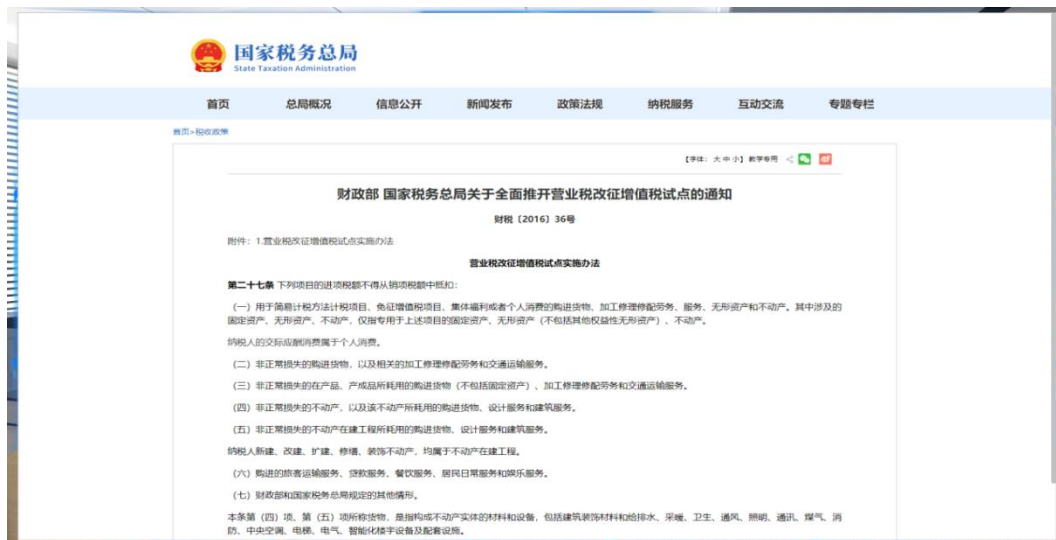 国家税务总局
State Taxation Administration
首页 总局概况 信息公开 新闻发布 政策法规 纳税服务 互动交流 专题专栏
首页>税收政策
【字体：大 中 小】教学专用
财政部 国家税务总局关于全面推开营业税改征增值税试点的通知
财税〔2016〕36号
附件：1.营业税改征增值税试点实施办法
营业税改征增值税试点实施办法
第二十七条 下列项目的进项税额不得从销项税额中抵扣：
（一）用于简易计税方法计税项目、免征增值税项目、集体福利或者个人消费的购进货物、加工修理修配劳务、服务、无形资产和不动产。其中涉及的
固定资产、无形资产、不动产，仅指专用于上述项目的固定资产、无形资产（不包括其他权益性无形资产）、不动产。
纳税人的交际应酬消费属于个人消费。
（二）非正常损失的购进货物，以及相关的加工修理修配劳务和交通运输服务。
（三）非正常损失的在产品、产成品所耗用的购进货物（不包括固定资产）、加工修理修配劳务和交通运输服务。
（四）非正常损失的不动产，以及该不动产所耗用的购进货物、设计服务和建筑服务。
（五）非正常损失的不动产在建工程所耗用的购进货物、设计服务和建筑服务。
纳税人新建、改建、扩建、修缮、装饰不动产，均属于不动产在建工程。
（六）购进的旅客运输服务、贷款服务、餐饮服务、居民日常服务和娱乐服务。
（七）财政部和国家税务总局规定的其他情形。
本条第（四）项、第（五）项所称货物，是指构成不动产实体的材料和设备，包括建筑装饰材料和给排水、采暖、卫生、通风、照明、通讯、煤气、消
防、中央空调、电梯、电气、智能化楼宇设备及配套设施。